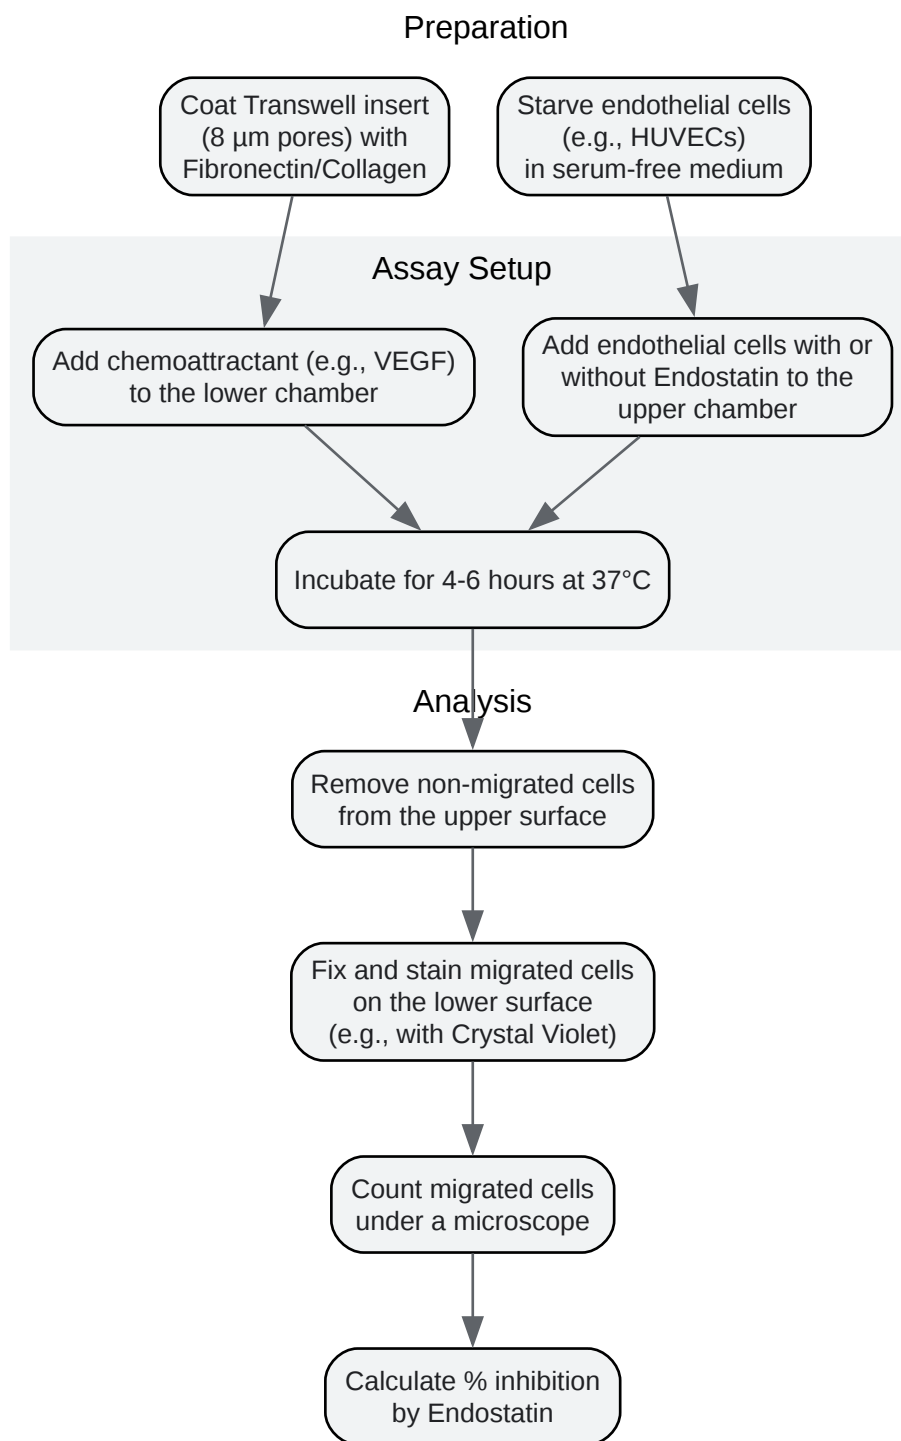 Preparation
Coat Transwell insert
(8 µm pores) with
Fibronectin/Collagen
Starve endothelial cells
(e.g., HUVECs)
in serum-free medium
Assay Setup
Add chemoattractant (e.g., VEGF)
to the lower chamber
Add endothelial cells with or
without Endostatin to the
upper chamber
Incubate for 4-6 hours at 37°C
Analysis
Remove non-migrated cells
from the upper surface
Fix and stain migrated cells
on the lower surface
(e.g., with Crystal Violet)
Count migrated cells
under a microscope
Calculate % inhibition
by Endostatin